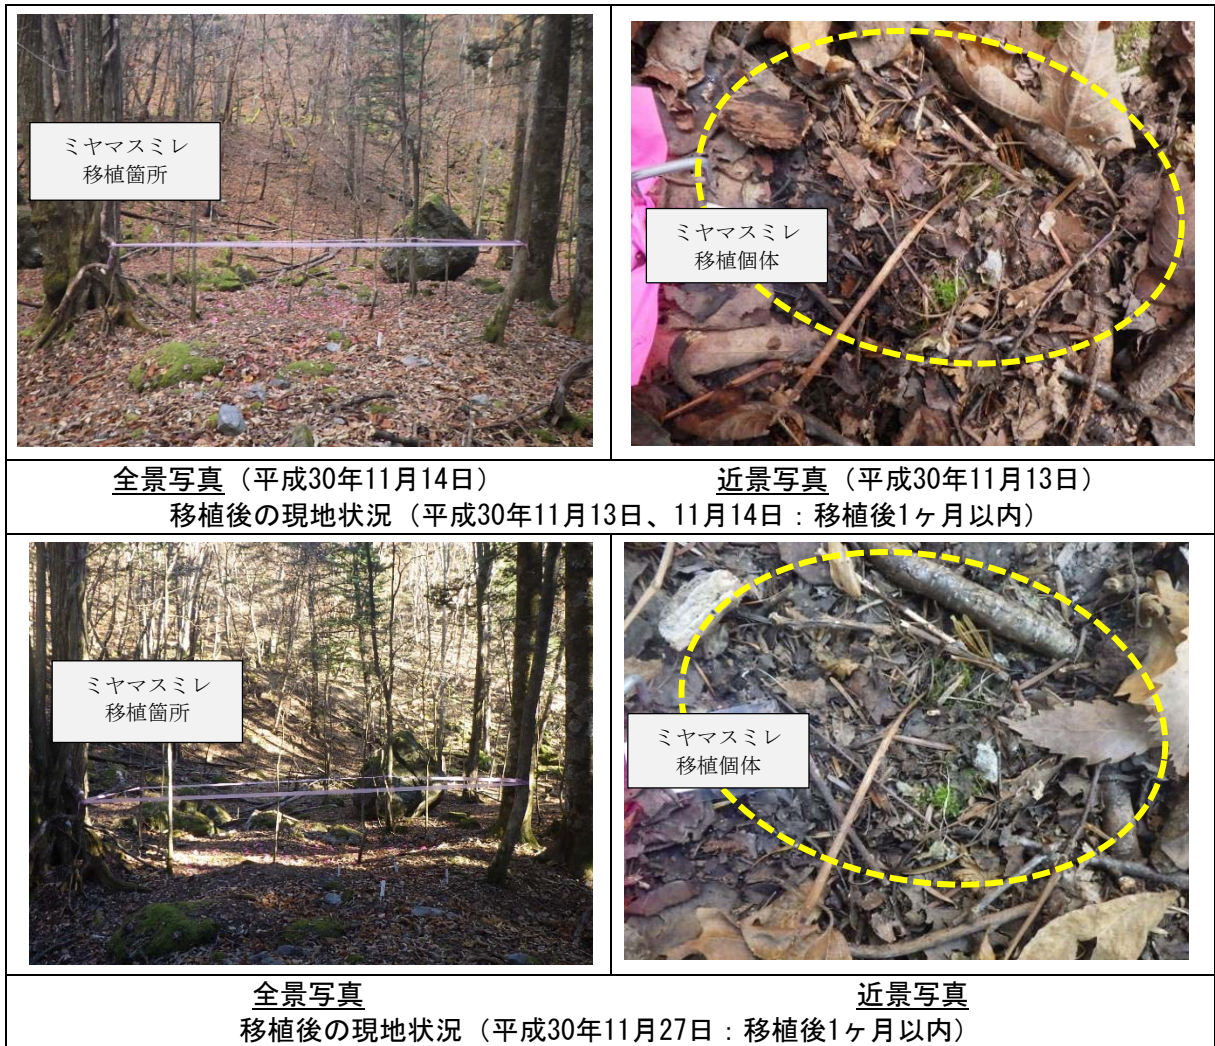 ミヤマスミレ
移植箇所
ミヤマスミレ
移植個体
全景写真（平成30年11月14日） 近景写真（平成30年11月13日）
移植後の現地状況（平成30年11月13日、11月14日：移植後1ヶ月以内）
ミヤマスミレ
移植箇所
ミヤマスミレ
移植個体
全景写真 近景写真
移植後の現地状況（平成30年11月27日：移植後1ヶ月以内）